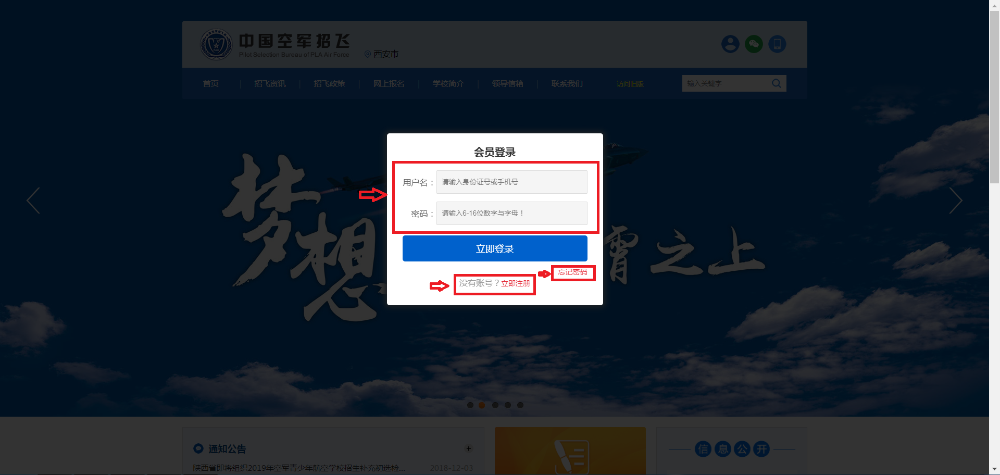 中国空军招飞
Pilot Selection Bureau of PLA Air Force
西安市
首页
招飞资讯
招飞政策
网上报名
学校简介
领导信箱
联系我们
访问旧版
输入关键字
会员登录
用户名：
请输入身份证号或手机号
密码：
请输入6-16位数字与字母！
立即登录
忘记密码
没有账号？立即注册
梦想
霄之上
通知公告
+
陕西省即将组织2019年空军青少年航空学校招生补充初选检...
2018-12-03
信息公开